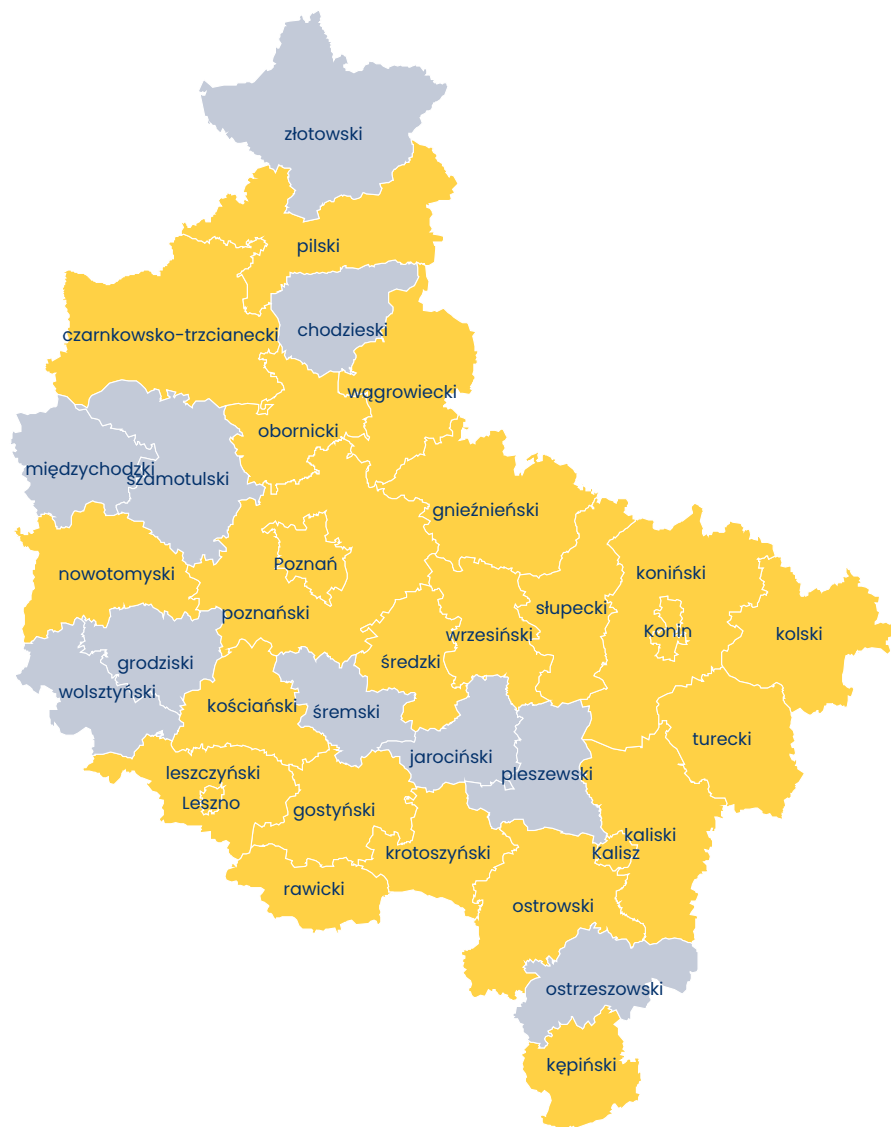 złotowski
pilski
chodzieski
czarnkowsko-trzcianecki
wągrowiecki
obornicki
międzychodzki
szamotulski
gnieźnieński
Poznań
nowotomyski
koniński
słupecki
poznański
Konin
wrzesiński
kolski
średzki
grodziski
wolsztyński
kościański
śremski
turecki
jarociński
leszczyński
pleszewski
Leszno
gostyński
kaliski
krotoszyński
Kalisz
rawicki
ostrowski
ostrzeszowski
kępiński